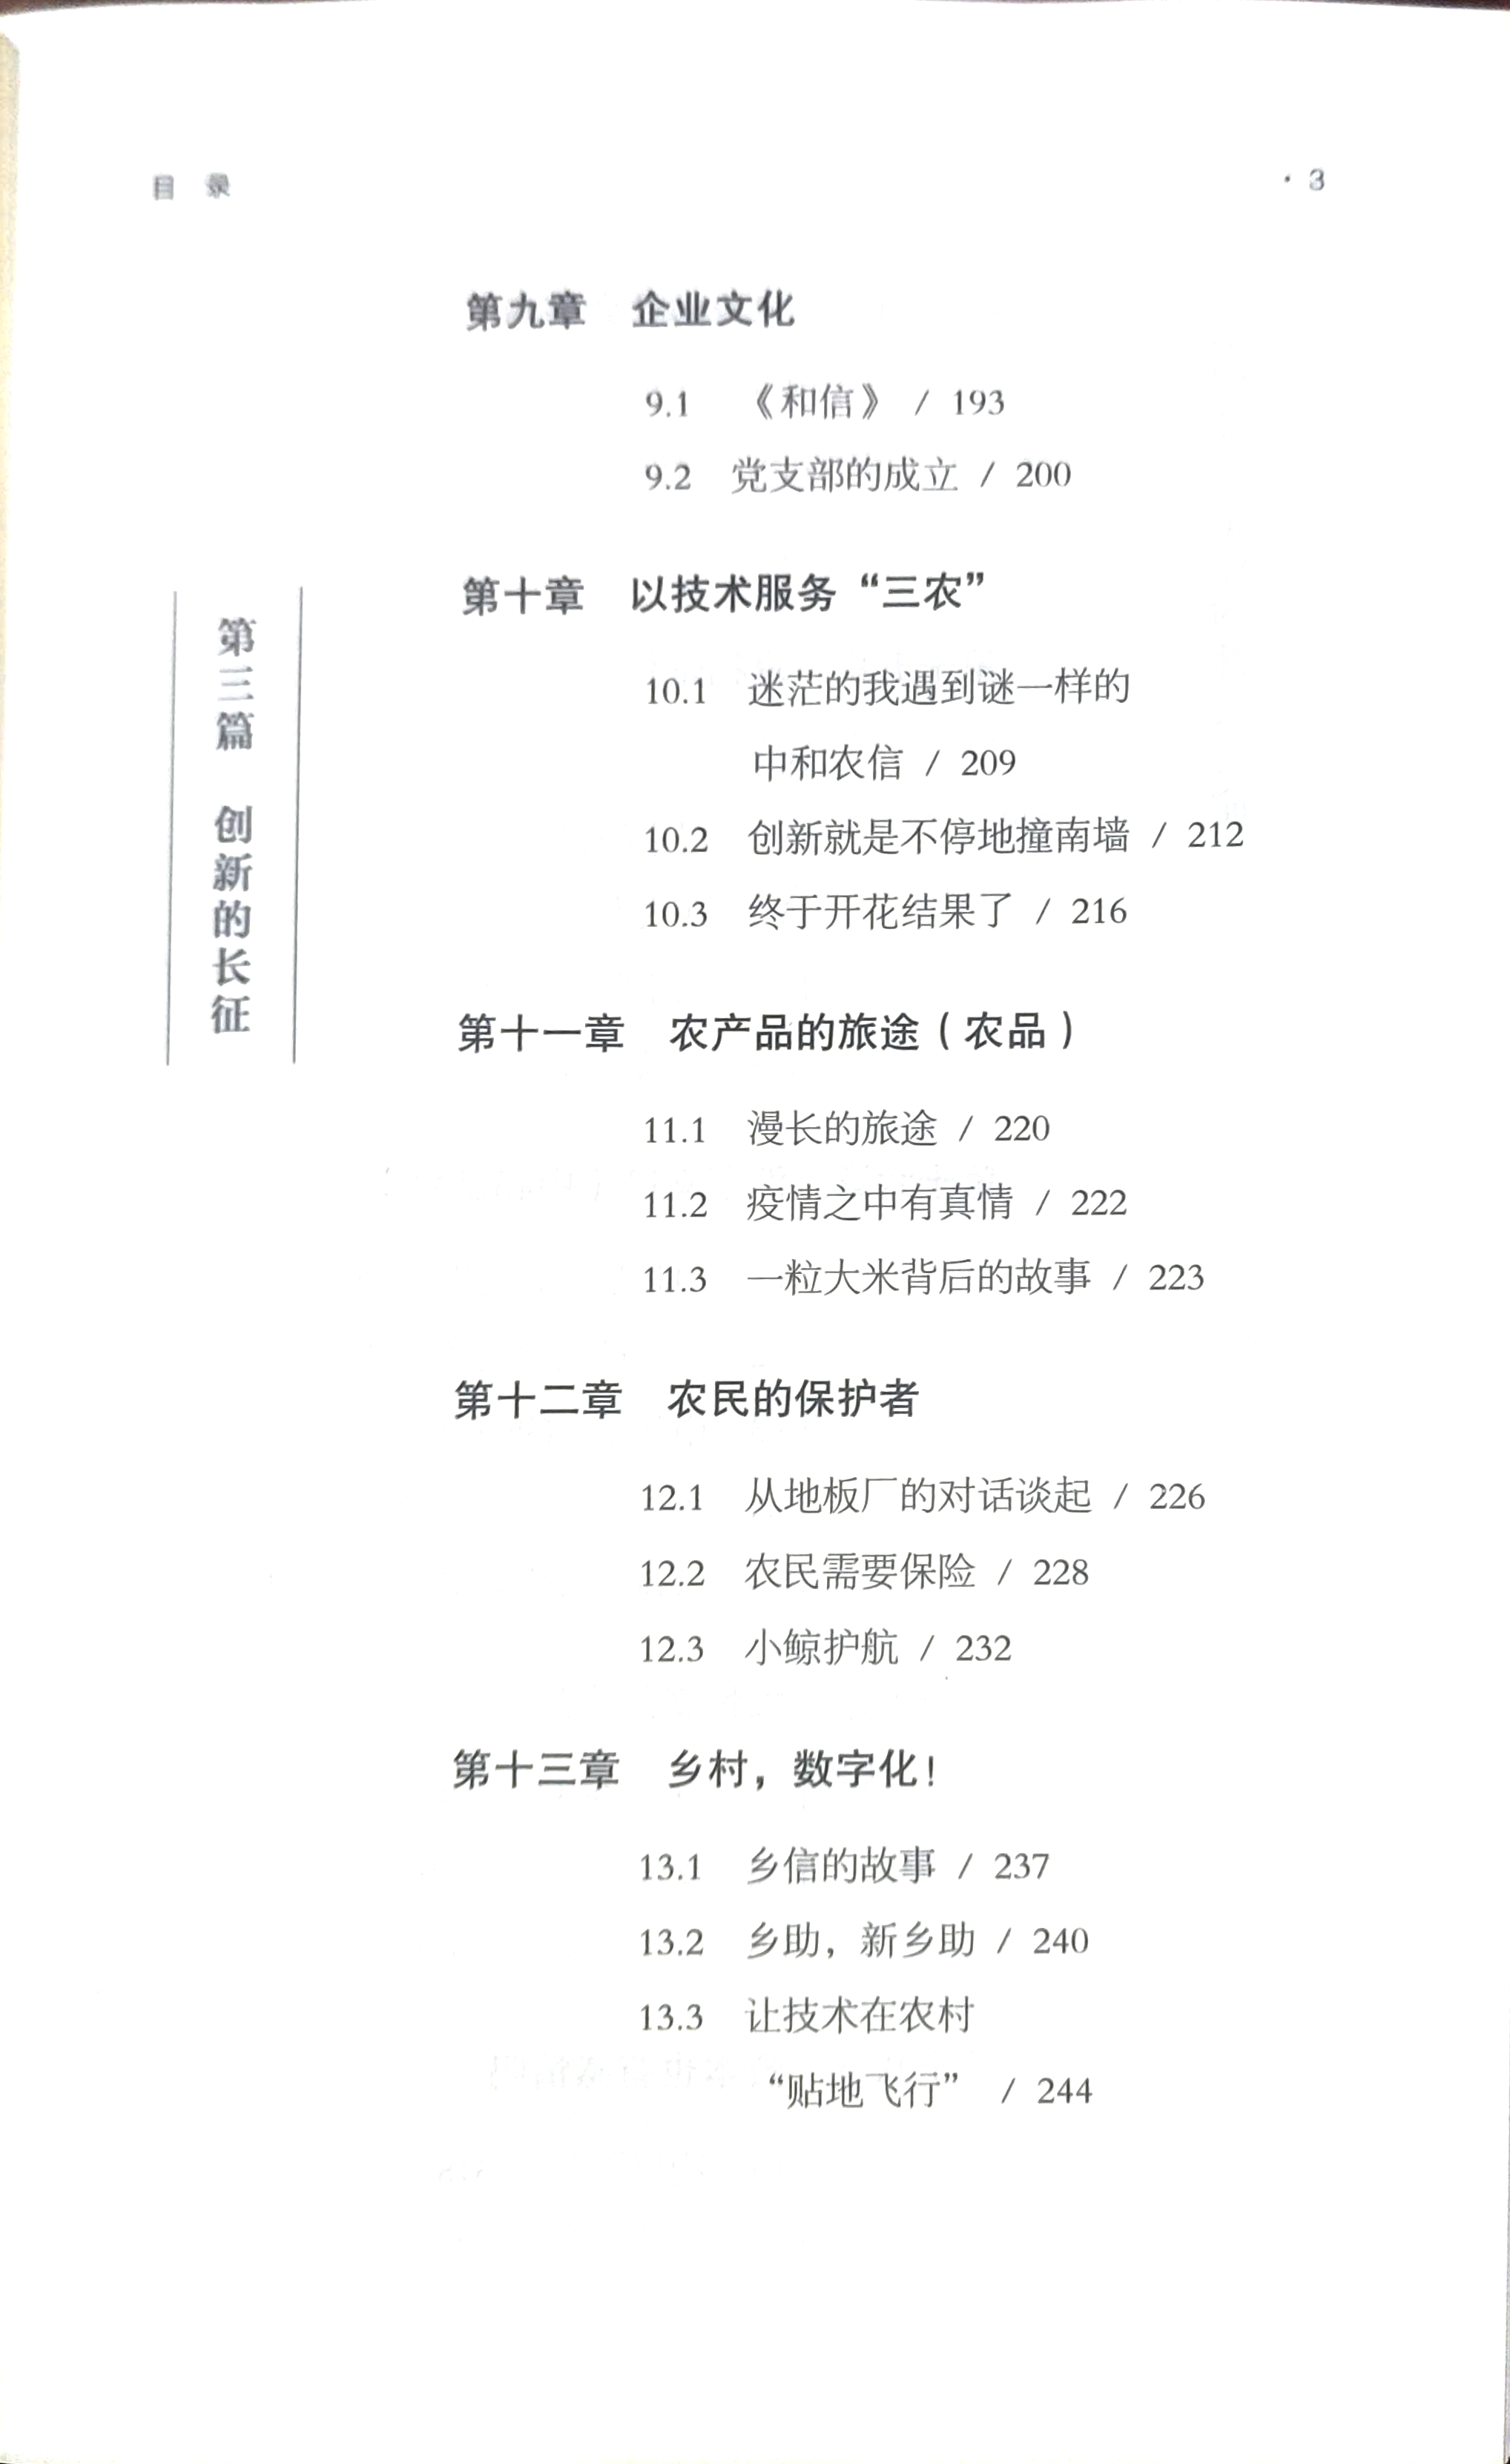 目 录
· 3
第九章 企业文化
9.1 《和信》 / 193
9.2 党支部的成立 / 200
第三篇 创新的长征
第十章 以技术服务“三农”
10.1 迷茫的我遇到谜一样的
中和农信 / 209
10.2 创新就是不停地撞南墙 / 212
10.3 终于开花结果了 / 216
第十一章 农产品的旅途（农品）
11.1 漫长的旅途 / 220
11.2 疫情之中有真情 / 222
11.3 一粒大米背后的故事 / 223
第十二章 农民的保护者
12.1 从地板厂的对话谈起 / 226
12.2 农民需要保险 / 228
12.3 小鲸护航 / 232
第十三章 乡村，数字化！
13.1 乡信的故事 / 237
13.2 乡助，新乡助 / 240
13.3 让技术在农村
“贴地飞行” / 244